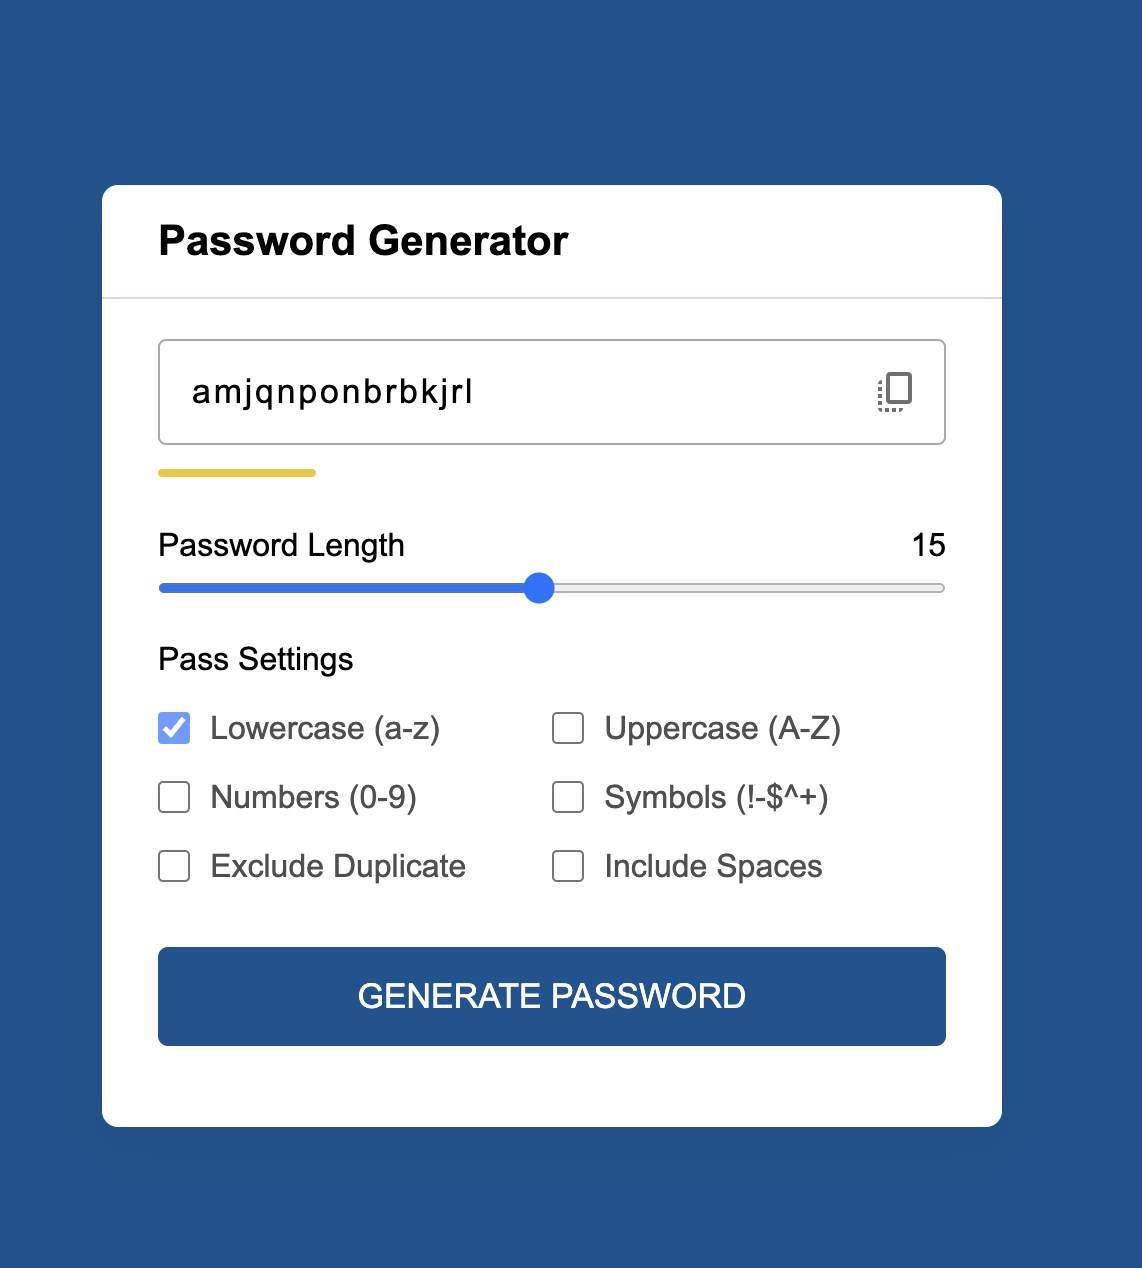 Password Generator
amjqnponbrbkjrl
Password Length 15
Pass Settings
Lowercase (a-z) Uppercase (A-Z)
Numbers (0-9) Symbols (!-$^+)
Exclude Duplicate Include Spaces
GENERATE PASSWORD